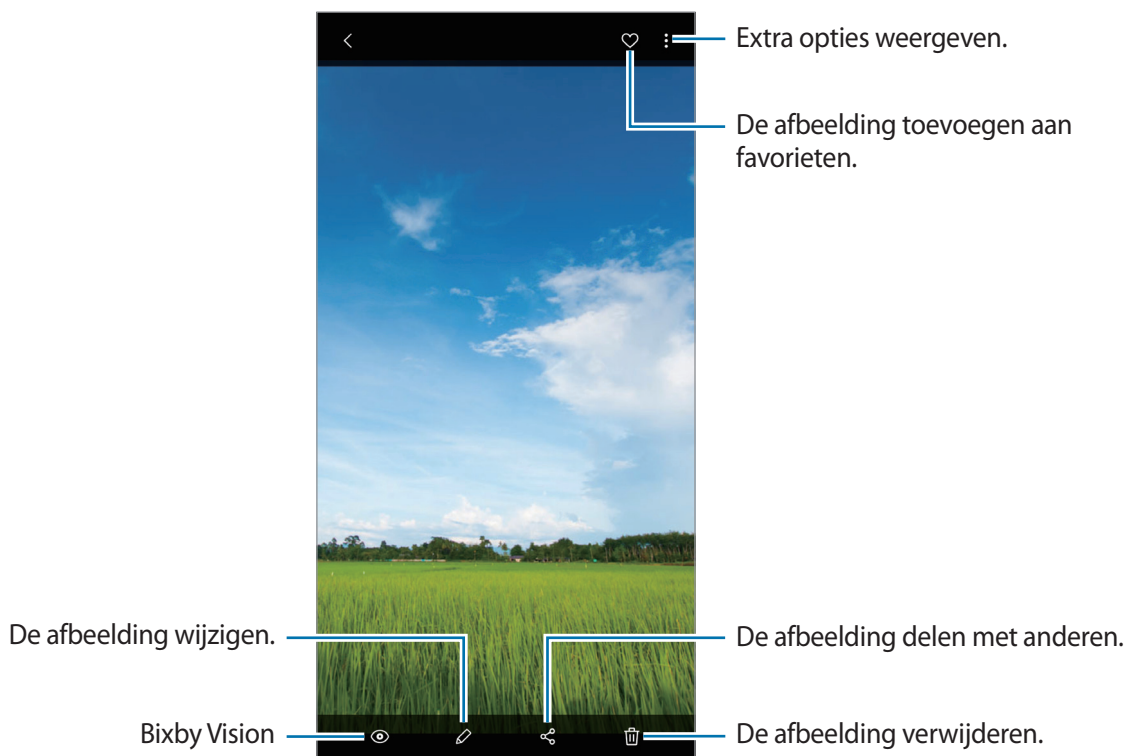 Extra opties weergeven.
De afbeelding toevoegen aan
favorieten.
De afbeelding wijzigen.
De afbeelding delen met anderen.
Bixby Vision
De afbeelding verwijderen.